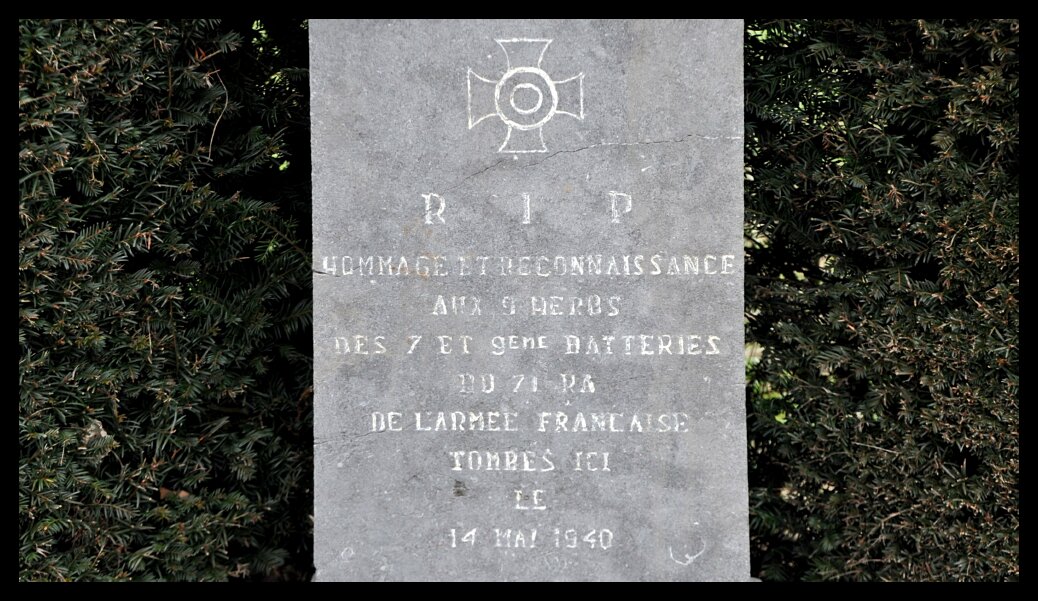 R I P
HOMMAGE ET RECONNAISSANCE
AUX 9 HEROS
DES 7 ET 9EME BATTERIES
DU 71 RA
DE L'ARMEE FRANCAISE
TOMBES ICI
LE
14 MAI 1940